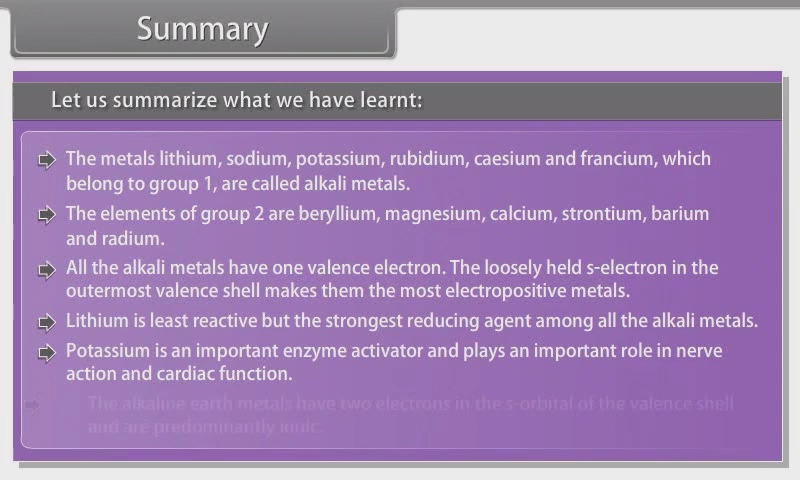 Summary
Let us summarize what we have learnt:
The metals lithium, sodium, potassium, rubidium, caesium and francium, which
belong to group 1, are called alkali metals.
The elements of group 2 are beryllium, magnesium, calcium, strontium, barium
and radium.
All the alkali metals have one valence electron. The loosely held s-electron in the
outermost valence shell makes them the most electropositive metals.
Lithium is least reactive but the strongest reducing agent among all the alkali metals.
Potassium is an important enzyme activator and plays an important role in nerve
action and cardiac function.
The alkaline earth metals have two electrons in the s-orbital of the valence shell
and are predominantly ionic.